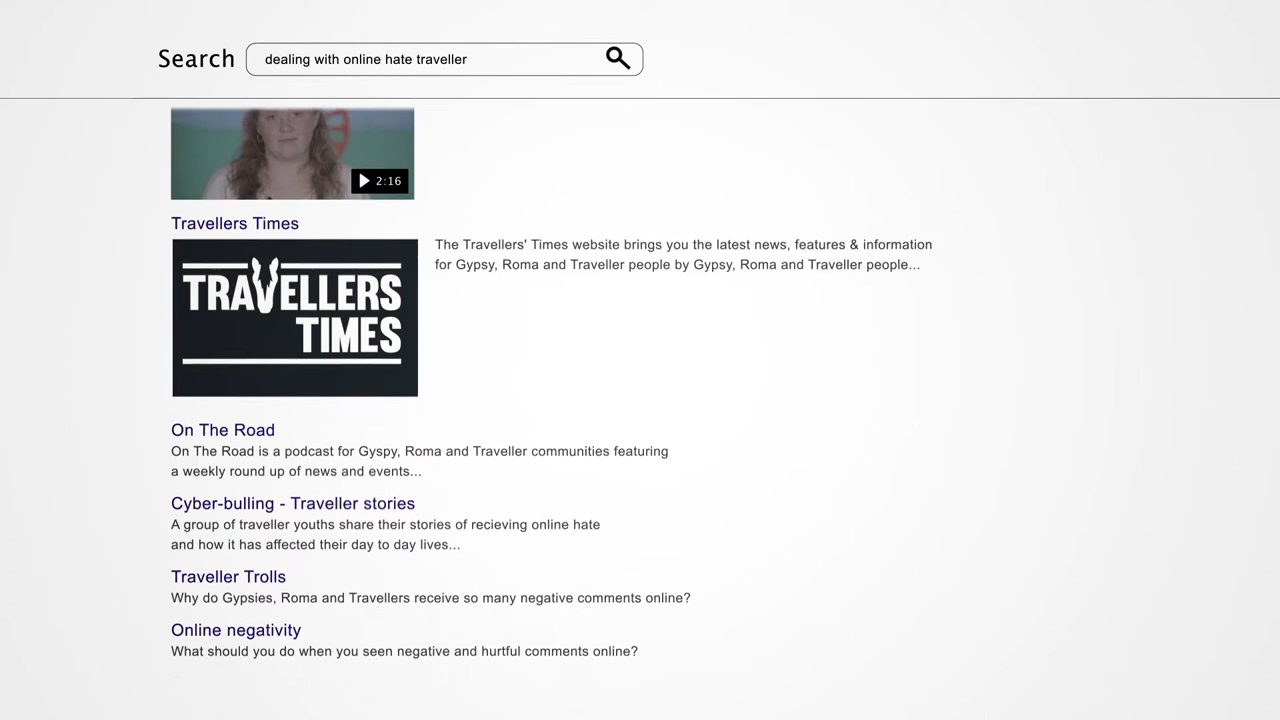 Search
dealing with online hate traveller
2:16
Travellers Times
TRAVELLERS
TIMES
The Travellers' Times website brings you the latest news, features & information
for Gypsy, Roma and Traveller people by Gypsy, Roma and Traveller people...
On The Road
On The Road is a podcast for Gyspy, Roma and Traveller communities featuring
a weekly round up of news and events...
Cyber-bulling - Traveller stories
A group of traveller youths share their stories of recieving online hate
and how it has affected their day to day lives...
Traveller Trolls
Why do Gypsies, Roma and Travellers receive so many negative comments online?
Online negativity
What should you do when you seen negative and hurtful comments online?